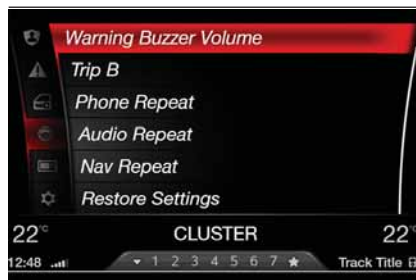 Warning Buzzer Volume
Trip B
Phone Repeat
Audio Repeat
Nav Repeat
Restore Settings
22°c CLUSTER 22°
12:48 1 2 3 4 5 6 7 Track Title